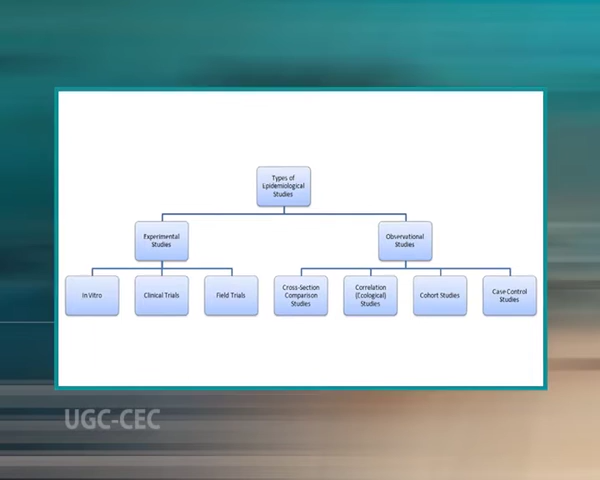 Types of
Epidemiological
Studies
Experimental
Studies
Observational
Studies
In Vitro
Clinical Trials
Field Trials
Cross-Section
Comparison
Studies
Correlation
(Ecological)
Studies
Cohort Studies
Case Control
Studies
UGC-CEC